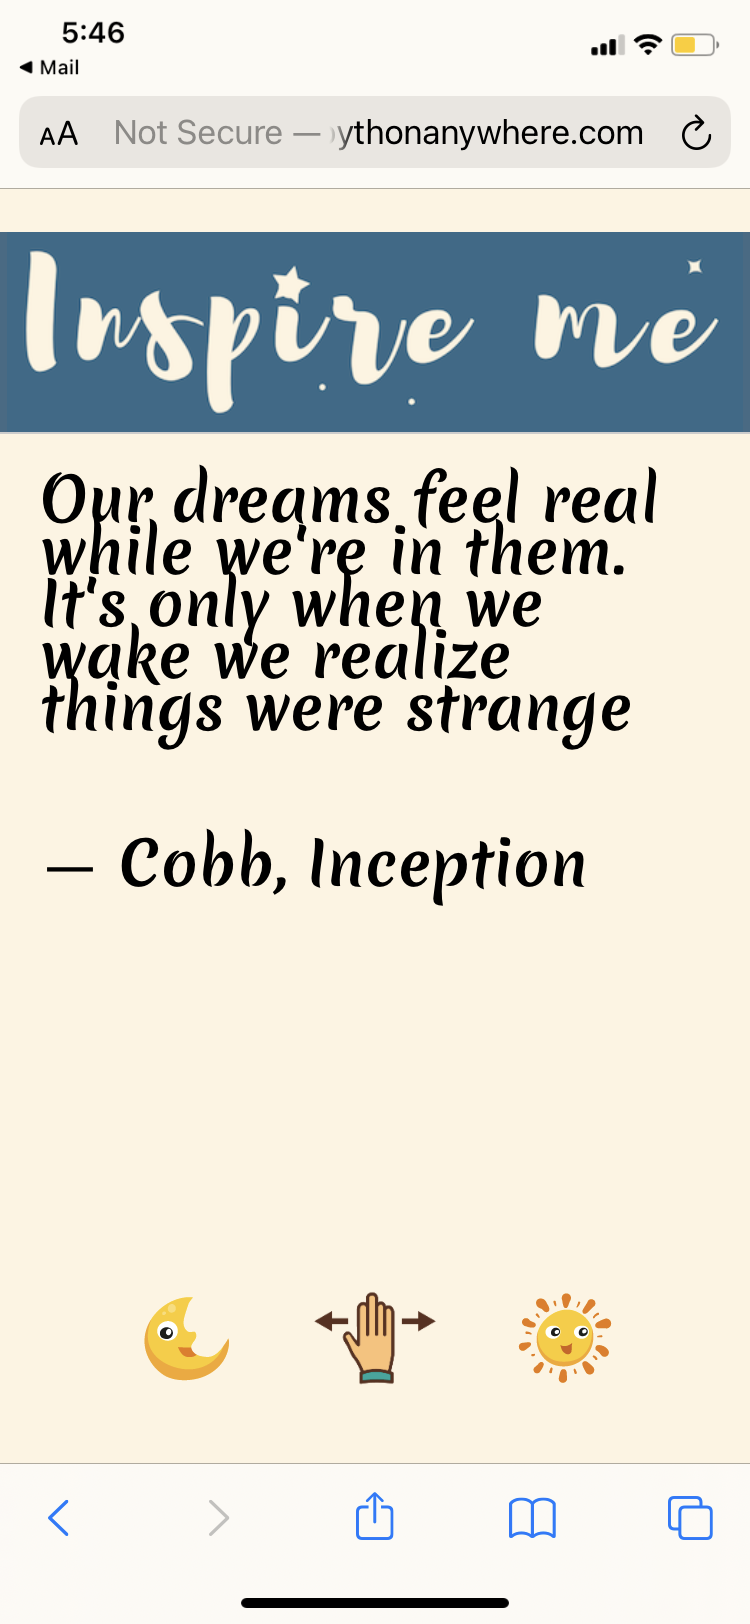 5:46
Mail
AA Not Secure — ythonanywhere.com
Inspire me
Our dreams feel real
while we're in them.
It's only when we
wake we realize
things were strange
— Cobb, Inception